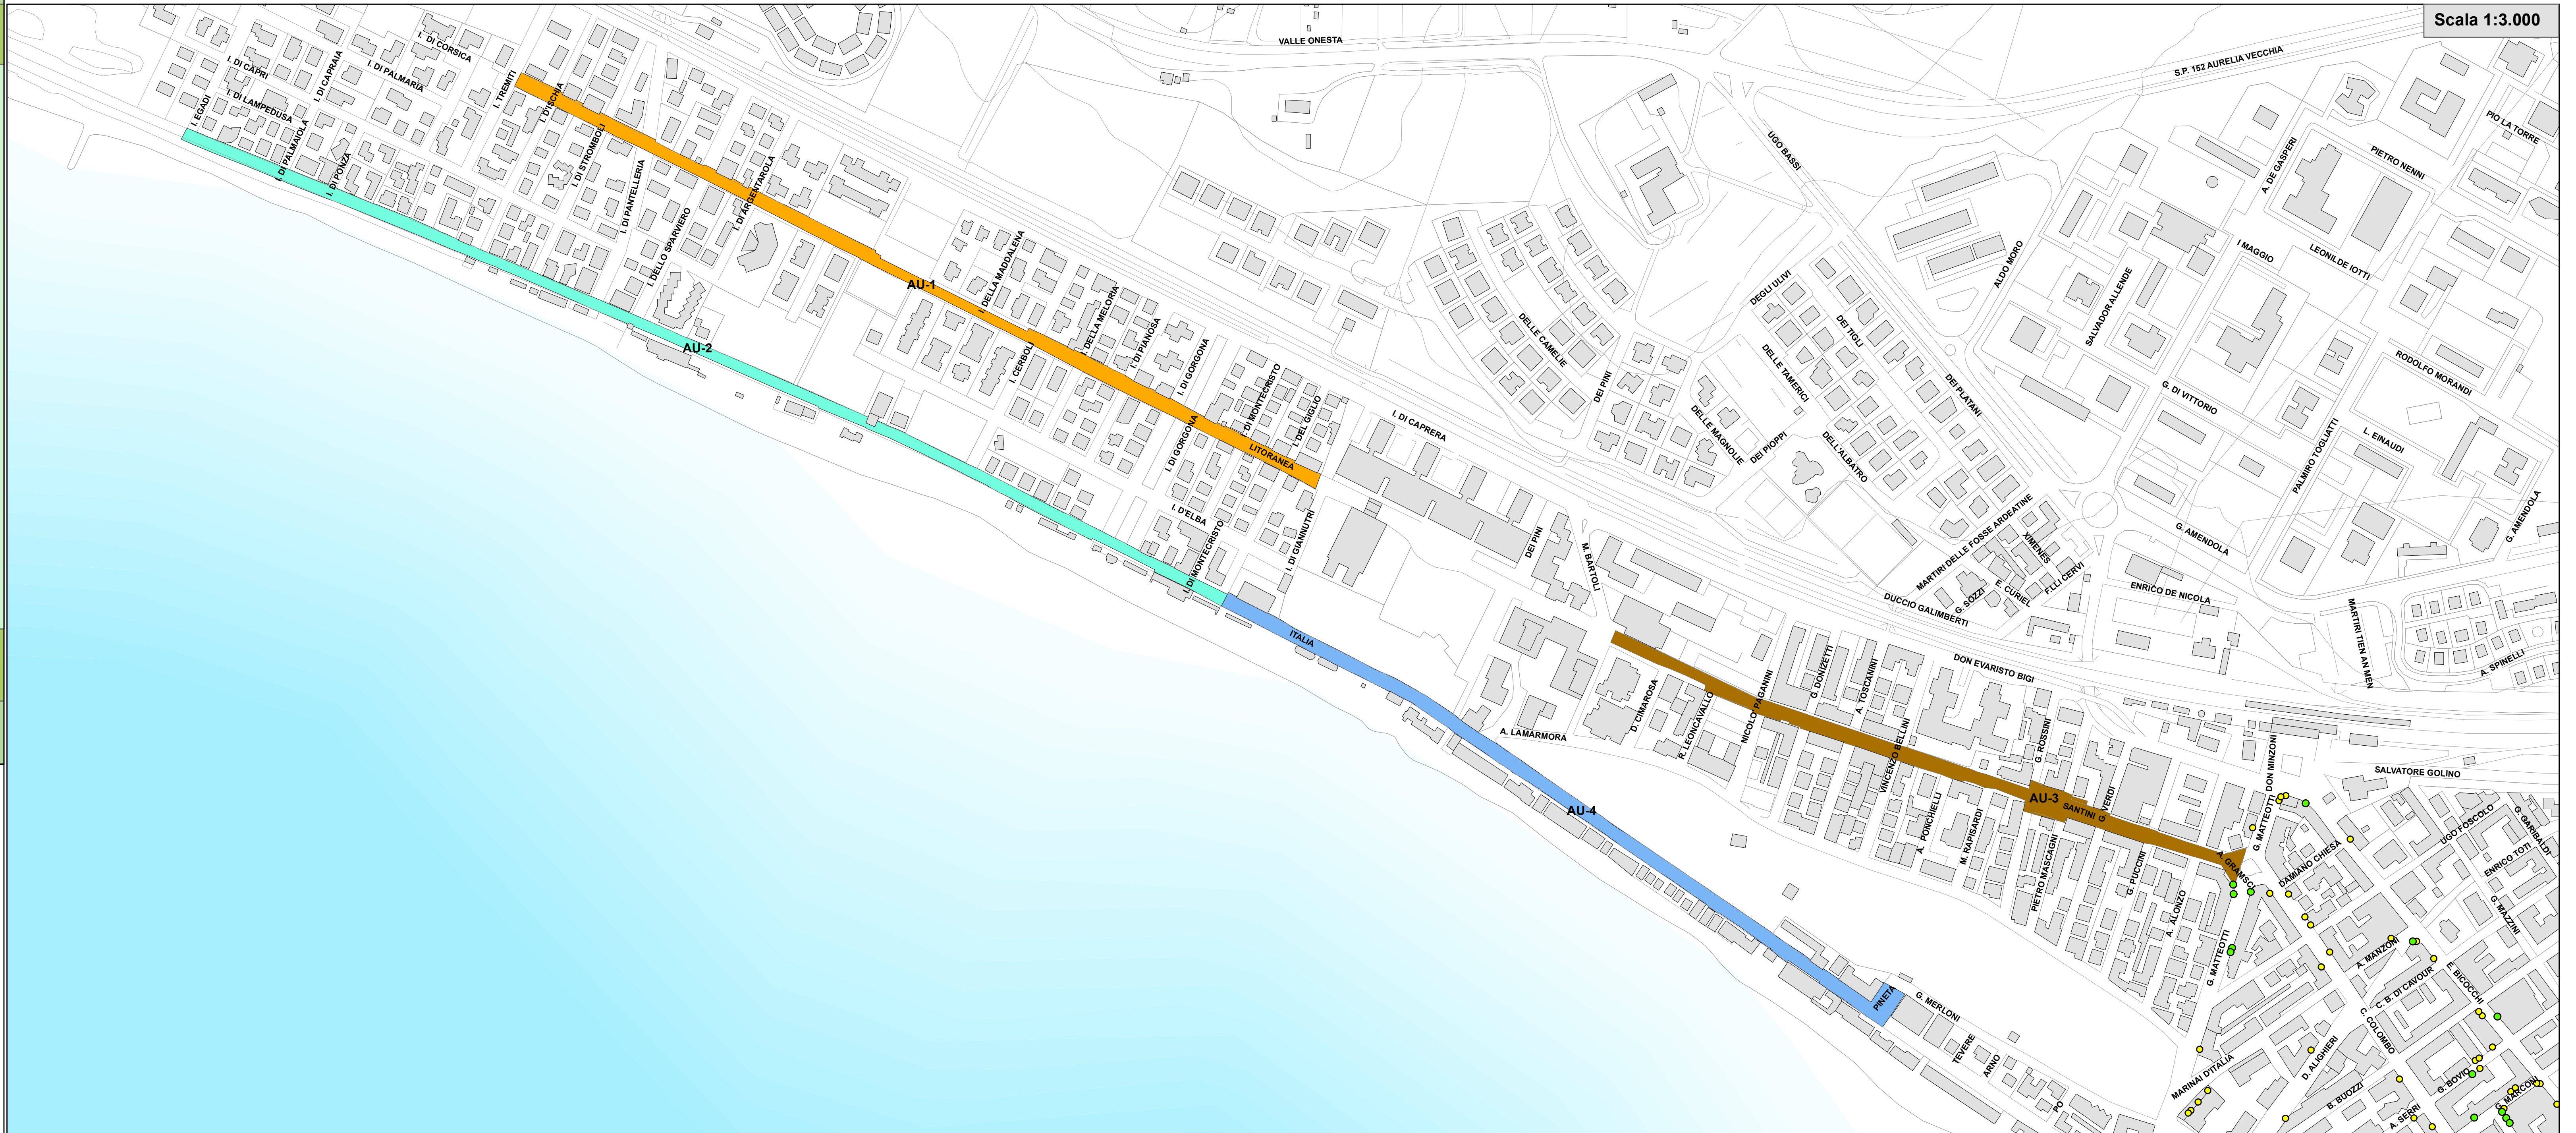 Scala 1:3.000
VALLE ONESTA
S.P. 152 AURELIA VECCHIA
I. DI CORSICA
I. DI CAPRI
I. DI CAPRAIA
I. DI PALMARIA
I. TREMITI
I. EGADI
I. DI LAMPEDUSA
I. D'ISCHIA
I. DI PALMAIOLA
I. DI PONZA
I. DI STROMBOLI
I. DI PANTELLERIA
I. DELLO SPARVIERO
I. DI ARGENTAROLA
UGO BASSI
A. DE GASPERI
PIO LA TORRE
PIETRO NENNI
I MAGGIO
LEONILDE IOTTI
ALDO MORO
SALVADOR ALLENDE
AU-1
I. DELLA MADDALENA
I. DELLA MELORIA
I. DI PIANOSA
I. CERBOLI
I. DI GORGONA
I. DI GORGONA
I. DI MONTECRISTO
I. DEL GIGLIO
LITORANEA
AU-2
DEGLI ULIVI
DEI TIGLI
DELLE CAMELIE
DEI PINI
DELLE TAMERICI
DEI PLATANI
DELLE MAGNOLIE
DEI PIOPPI
DELL'ALBATRO
I. DI CAPRERA
G. DI VITTORIO
RODOLFO MORANDI
PALMIRO TOGLIATTI
L. EINAUDI
G. AMENDOLA
G. AMENDOLA
I. D'ELBA
I. DI MONTECRISTO
I. DI GIANNUTRI
DEI PINI
M. BARTOLI
MARTIRI DELLE FOSSE ARDEATINE
XIMENES
F.LLI CERVI
E. CURIEL
G. SOZZI
DUCCIO GALIMBERTI
ENRICO DE NICOLA
MARTIRI TIEN AN MEN
A. SPINELLI
DON EVARISTO BIGI
ITALIA
A. LAMARMORA
D. CIMAROSA
R. LEONCAVALLO
NICOLO' PAGANINI
G. DONIZETTI
A. TOSCANINI
VINCENZO BELLINI
G. ROSSINI
AU-3
SANTINI
G. VERDI
AU-4
A. PONCHIELLI
M. RAPISARDI
PIETRO MASCAGNI
G. PUCCINI
A. ALONZO
A. GRAMSCI
G. MATTEOTTI
G. MATTEOTTI
DON MINZONI
SALVATORE GOLINO
DAMIANO CHIESA
UGO FOSCOLO
G. GARIBALDI
ENRICO TOTI
G. MAZZINI
A. MANZONI
C. B. DI CAVOUR
E. BICOCCHI
C. COLOMBO
PINETA
G. MERLONI
TEVERE
ARNO
PO
MARINAI D'ITALIA
D. ALIGHIERI
B. BUOZZI
A. SERRI
G. BOVIO
G. MARCONI